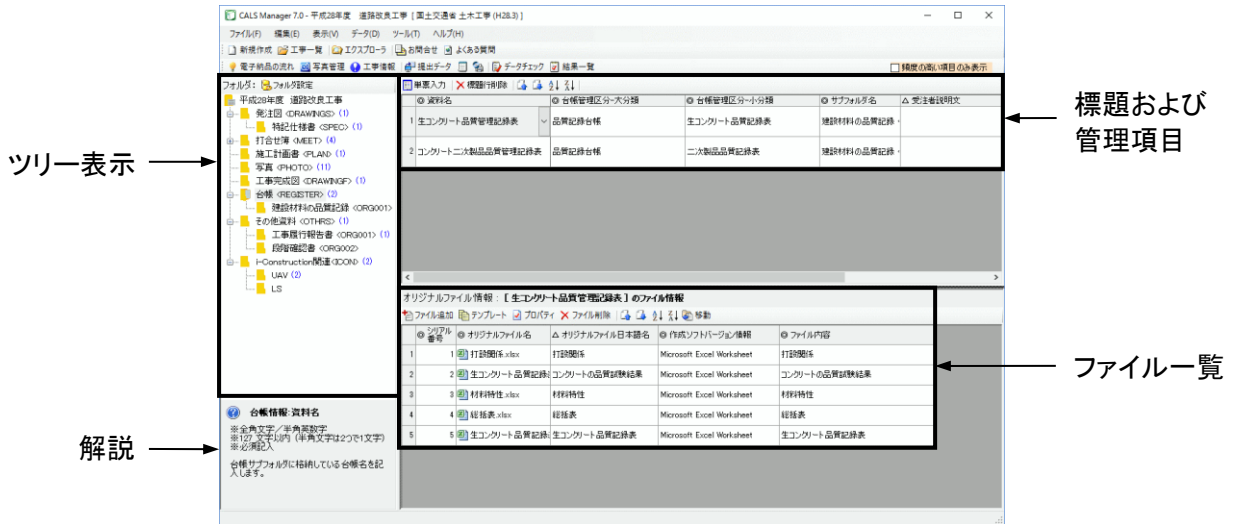 CALS Manager 7.0 - 平成28年度　道路改良工事 [ 国土交通省 土木工事 (H28.3) ]
ファイル(F) 編集(E) 表示(V) データ(D) ツール(T) ヘルプ(H)
新規作成 工事一覧 エクスプローラ お問合せ よくある質問
電子納品の流れ 写真管理 工事情報 提出データ データチェック 結果一覧 頻度の高い項目のみ表示
フォルダ: フォルダ設定
平成28年度　道路改良工事
発注図 <DRAWINGS> (1)
特記仕様書 <SPEC> (1)
打合せ簿 <MEET> (4)
施工計画書 <PLAN> (1)
写真 <PHOTO> (11)
工事完成図 <DRAWINGF> (1)
台帳 <REGISTER> (2)
建設材料の品質記録 <ORG001>
その他資料 <OTHRS> (1)
工事履行報告書 <ORG001> (1)
段階確認書 <ORG002>
i-Construction関連<ICON> (2)
UAV (2)
LS
単票入力 標題行削除
資料名 台帳管理区分-大分類 台帳管理区分-小分類 サブフォルダ名 受注者説明文
1 生コンクリート品質管理記録表 品質記録台帳 生コンクリート品質記録表 建設材料の品質記録
2 コンクリート二次製品品質管理記録表 品質記録台帳 二次製品品質記録表 建設材料の品質記録
オリジナルファイル情報 : [ 生コンクリート品質管理記録表 ] のファイル情報
ファイル追加 テンプレート プロパティ ファイル削除 移動
シリアル番号 オリジナルファイル名 オリジナルファイル日本語名 作成ソフトバージョン情報 ファイル内容
1 1 打設関係.xlsx 打設関係 Microsoft Excel Worksheet 打設関係
2 2 生コンクリート品質記録 コンクリートの品質試験結果 Microsoft Excel Worksheet コンクリートの品質試験結果
3 3 材料特性.xlsx 材料特性 Microsoft Excel Worksheet 材料特性
4 4 総括表.xlsx 総括表 Microsoft Excel Worksheet 総括表
5 5 生コンクリート品質記録 生コンクリート品質記録表 Microsoft Excel Worksheet 生コンクリート品質記録表
台帳情報:資料名
※全角文字／半角英数字
※127 文字以内 (半角文字は2つで1文字)
※必須記入
台帳サブフォルダに格納している台帳名を記
入します。
ツリー表示
解説
標題および
管理項目
ファイル一覧